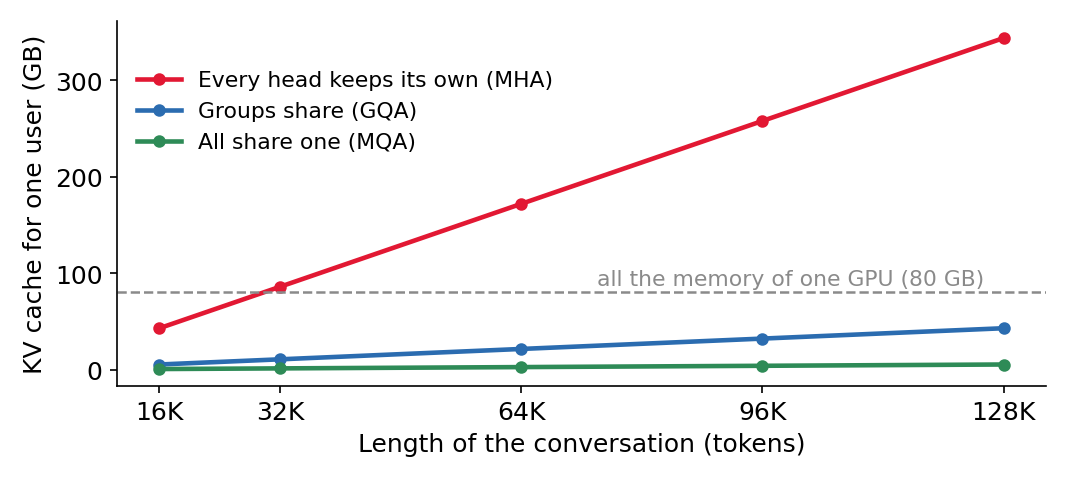 KV cache for one user (GB)
300
200
100
0
Every head keeps its own (MHA)
Groups share (GQA)
All share one (MQA)
all the memory of one GPU (80 GB)
16K 32K 64K 96K 128K
Length of the conversation (tokens)